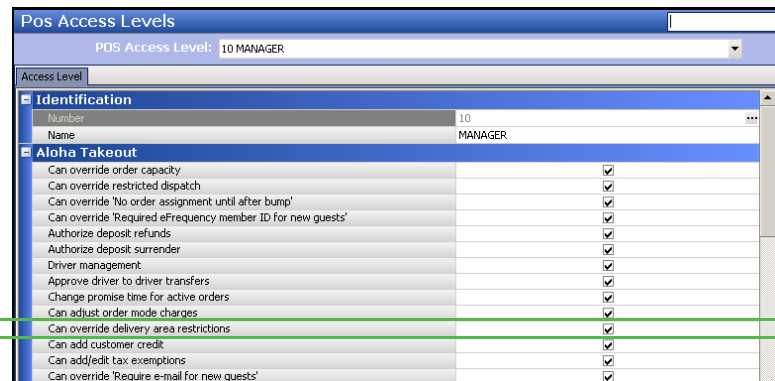 Pos Access Levels
POS Access Level: 10 MANAGER
Access Level
Identification
Number 10 ...
Name MANAGER
Aloha Takeout
Can override order capacity
Can override restricted dispatch
Can override 'No order assignment until after bump'
Can override 'Required eFrequency member ID for new guests'
Authorize deposit refunds
Authorize deposit surrender
Driver management
Approve driver to driver transfers
Change promise time for active orders
Can adjust order mode charges
Can override delivery area restrictions
Can add customer credit
Can add/edit tax exemptions
Can override 'Require e-mail for new guests'